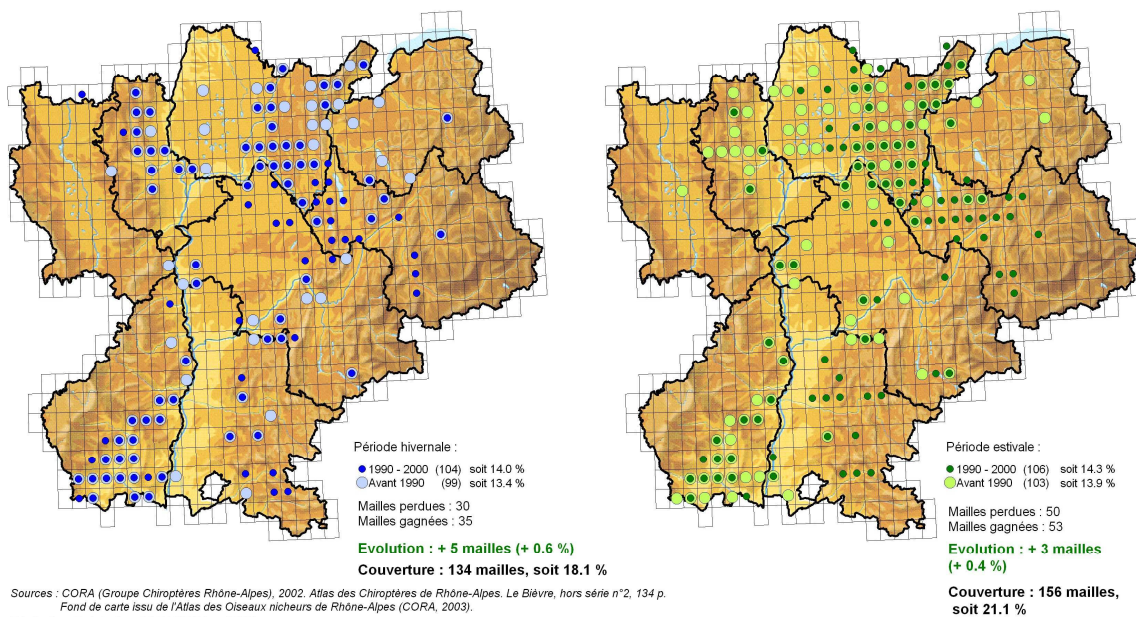 Période hivernale :
1990 - 2000 (104) soit 14.0 %
Avant 1990 (99) soit 13.4 %
Mailles perdues : 30
Mailles gagnées : 35
Evolution : + 5 mailles (+ 0.6 %)
Couverture : 134 mailles, soit 18.1 %
Période estivale :
1990 - 2000 (106) soit 14.3 %
Avant 1990 (103) soit 13.9 %
Mailles perdues : 50
Mailles gagnées : 53
Evolution : + 3 mailles
(+ 0.4 %)
Couverture : 156 mailles,
soit 21.1 %
Sources : CORA (Groupe Chiroptères Rhône-Alpes), 2002. Atlas des Chiroptères de Rhône-Alpes. Le Bièvre, hors série n°2, 134 p.
Fond de carte issu de l'Atlas des Oiseaux nicheurs de Rhône-Alpes (CORA, 2003).